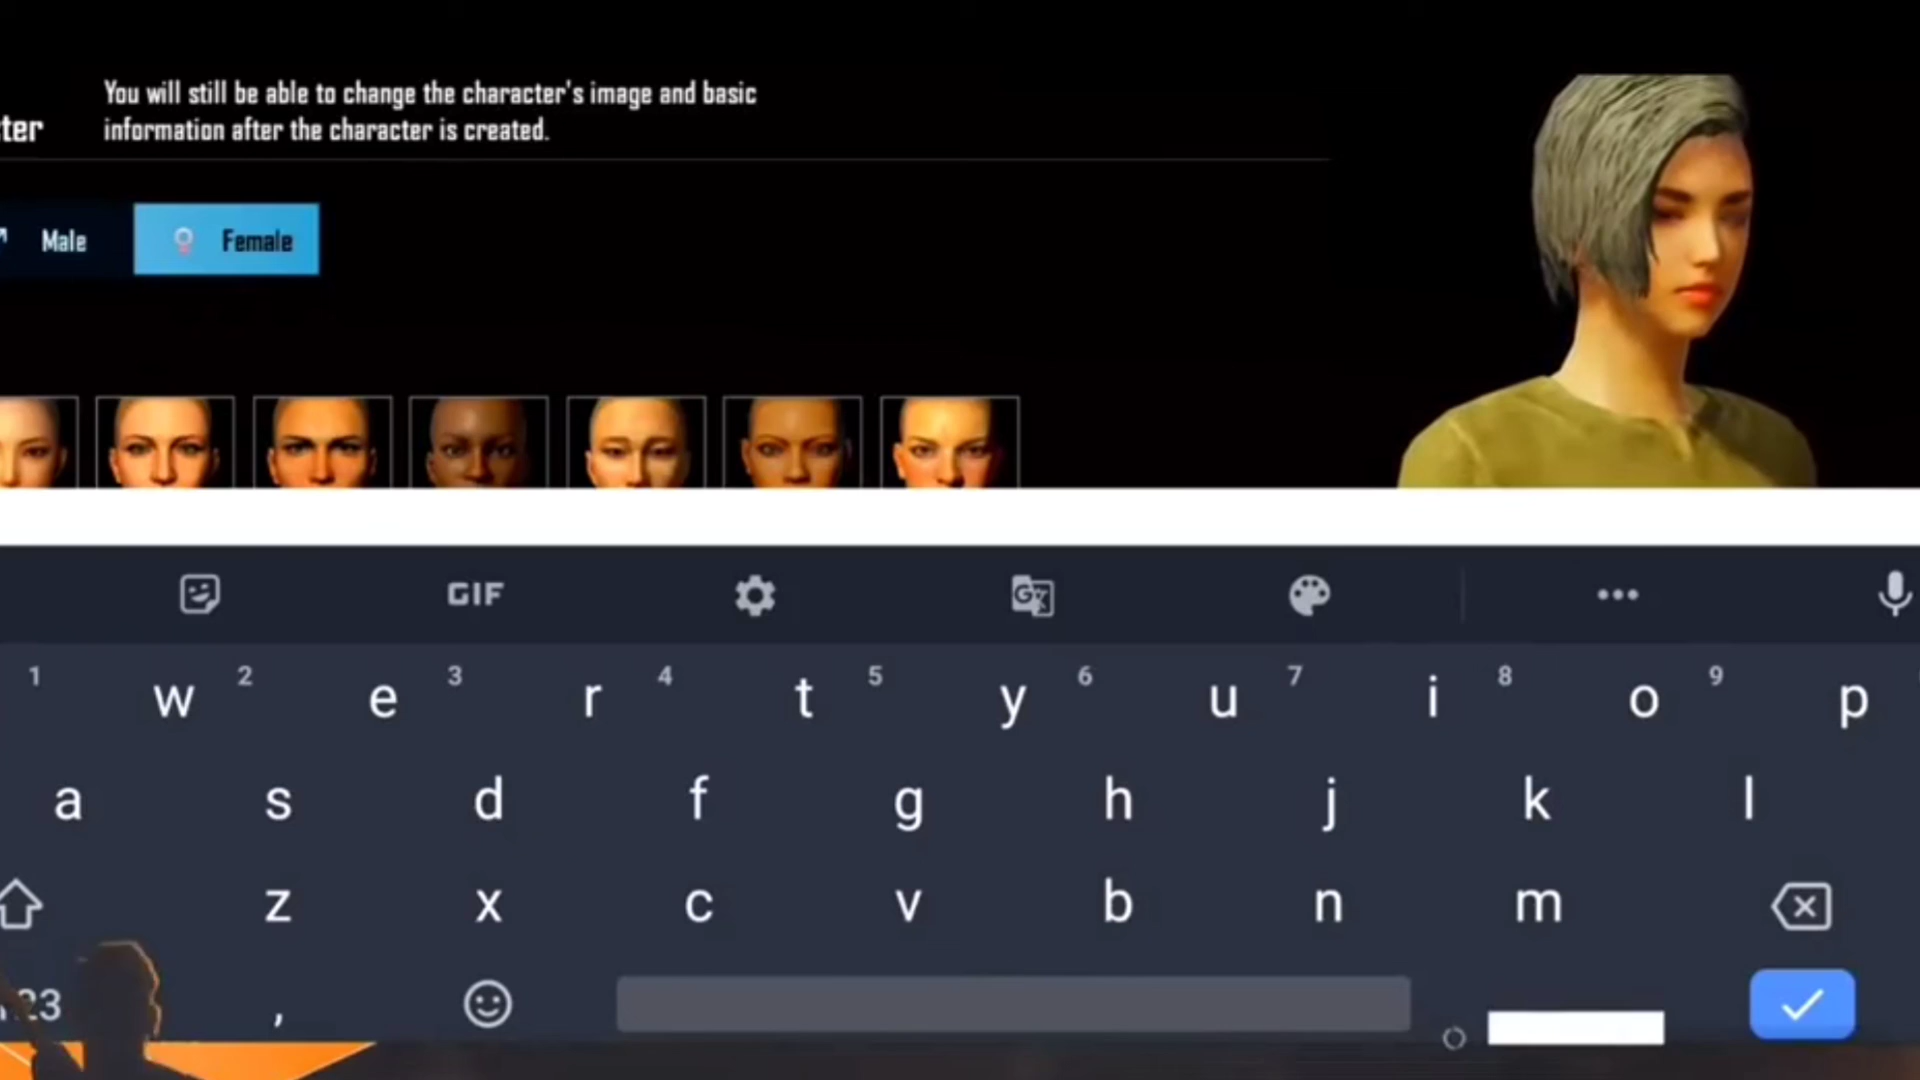 You will still be able to change the character's image and basic
ter information after the character is created.
Male Female
GIF
1 2 3 4 5 6 7 8 9
w e r t y u i o p
a s d f g h j k l
z x c v b n m
123 ,